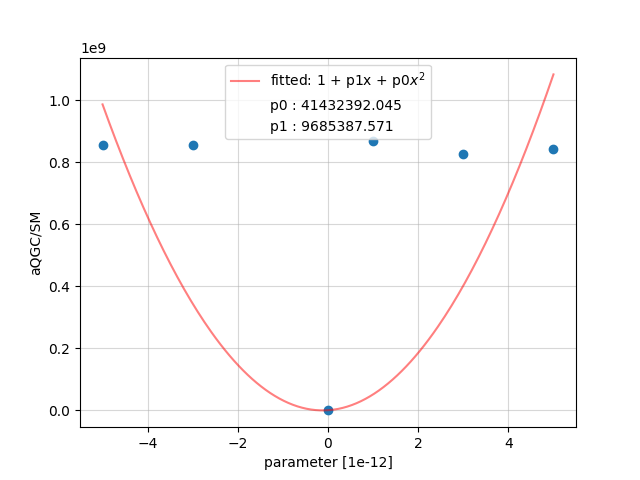 1e9
fitted: 1 + p1x + p0x²
p0 : 41432392.045
p1 : 9685387.571
1.0
0.8
0.6
0.4
0.2
0.0
aQGC/SM
−4
−2
0
2
4
parameter [1e-12]